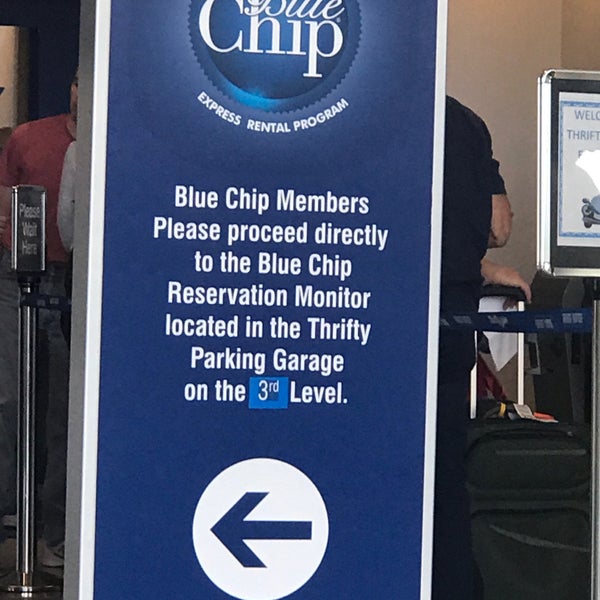 Blue
Chip
EXPRESS RENTAL PROGRAM
Blue Chip Members
Please proceed directly
to the Blue Chip
Reservation Monitor
located in the Thrifty
Parking Garage
on the 3rd Level.
Please
Wait
Here
THRIFT